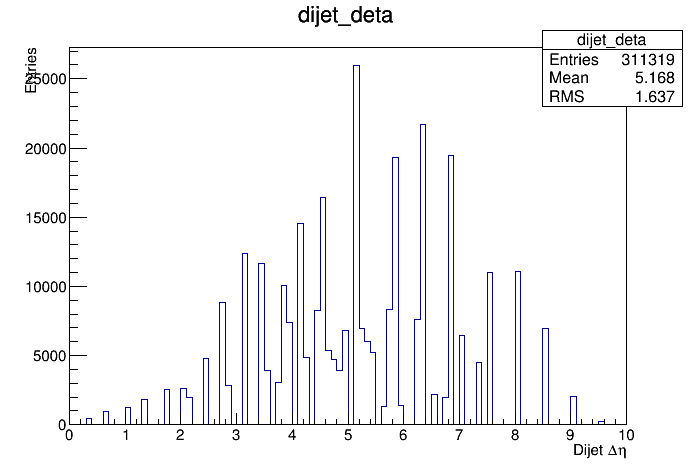 dijet_deta
dijet_deta
Entries 311319
Mean 5.168
RMS 1.637
Entries
25000
20000
15000
10000
5000
0
0 1 2 3 4 5 6 7 8 9 10
Dijet Δη